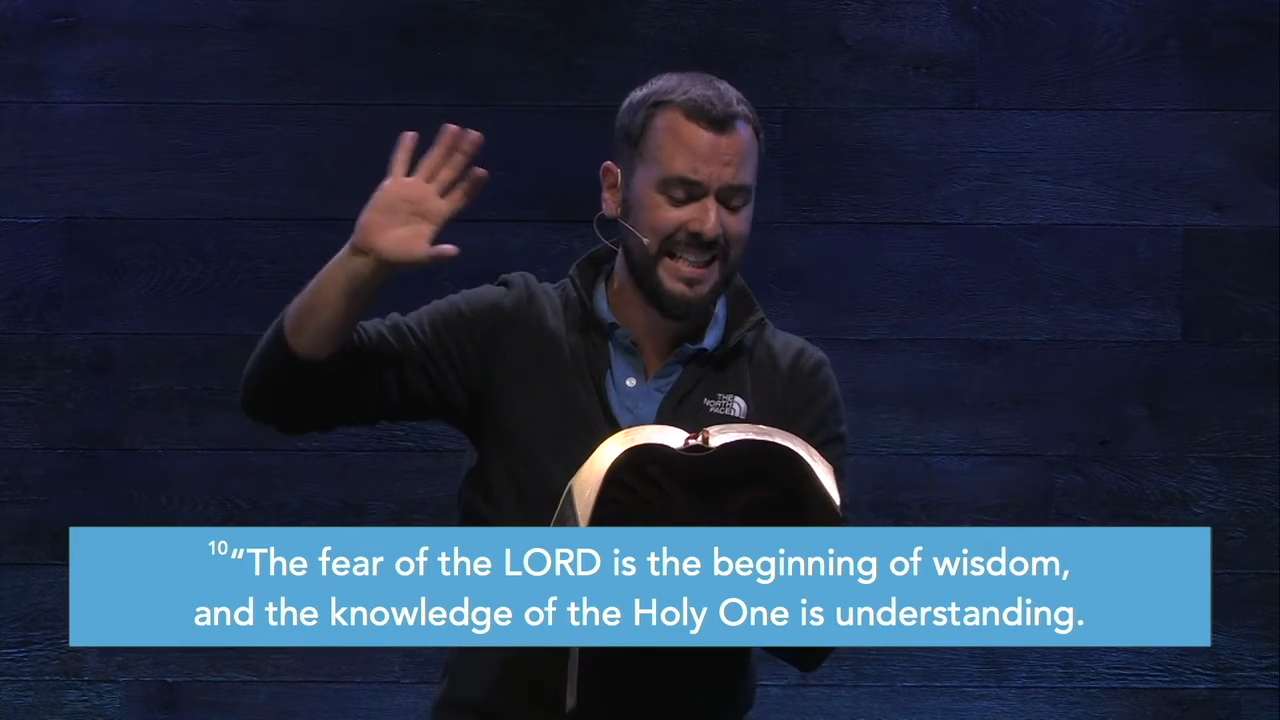 THE
NORTH
FACE
¹⁰“The fear of the LORD is the beginning of wisdom,
and the knowledge of the Holy One is understanding.